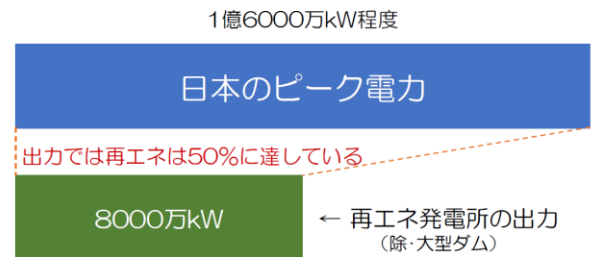 1億6000万kW程度
日本のピーク電力
出力では再エネは50%に達している
8000万kW
← 再エネ発電所の出力
(除・大型ダム)